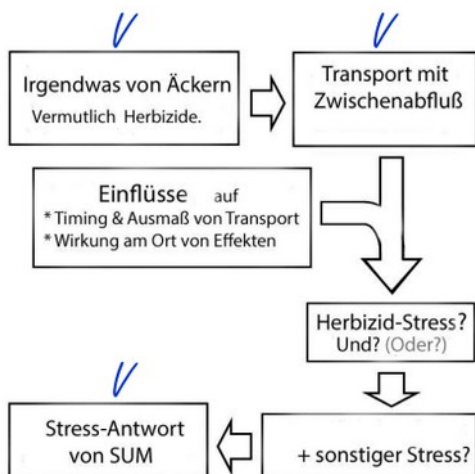 Irgendwas von Äckern
Vermutlich Herbizide.
Transport mit
Zwischenabfluß
Einflüsse auf
* Timing & Ausmaß von Transport
* Wirkung am Ort von Effekten
Herbizid-Stress?
Und? (Oder?)
+ sonstiger Stress?
Stress-Antwort
von SUM